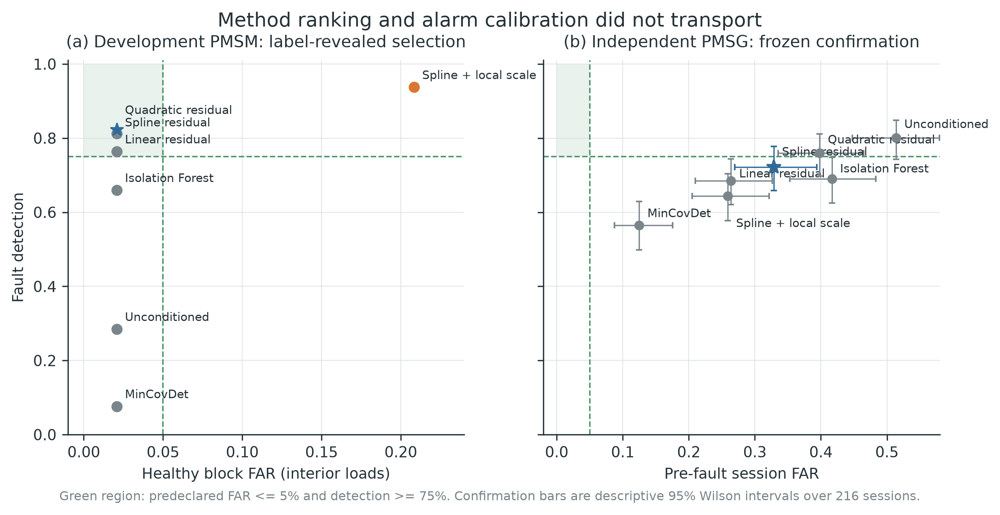 Method ranking and alarm calibration did not transport
(a) Development PMSM: label-revealed selection
1.0
0.8
0.6
0.4
0.2
0.0
Fault detection
Spline + local scale
Quadratic residual
Spline residual
Linear residual
Isolation Forest
Unconditioned
MinCovDet
0.00 0.05 0.10 0.15 0.20
Healthy block FAR (interior loads)
(b) Independent PMSG: frozen confirmation
Unconditioned
Quadratic residual
Spline residual
Isolation Forest
Linear residual
MinCovDet
Spline + local scale
0.0 0.1 0.2 0.3 0.4 0.5
Pre-fault session FAR
Green region: predeclared FAR <= 5% and detection >= 75%. Confirmation bars are descriptive 95% Wilson intervals over 216 sessions.